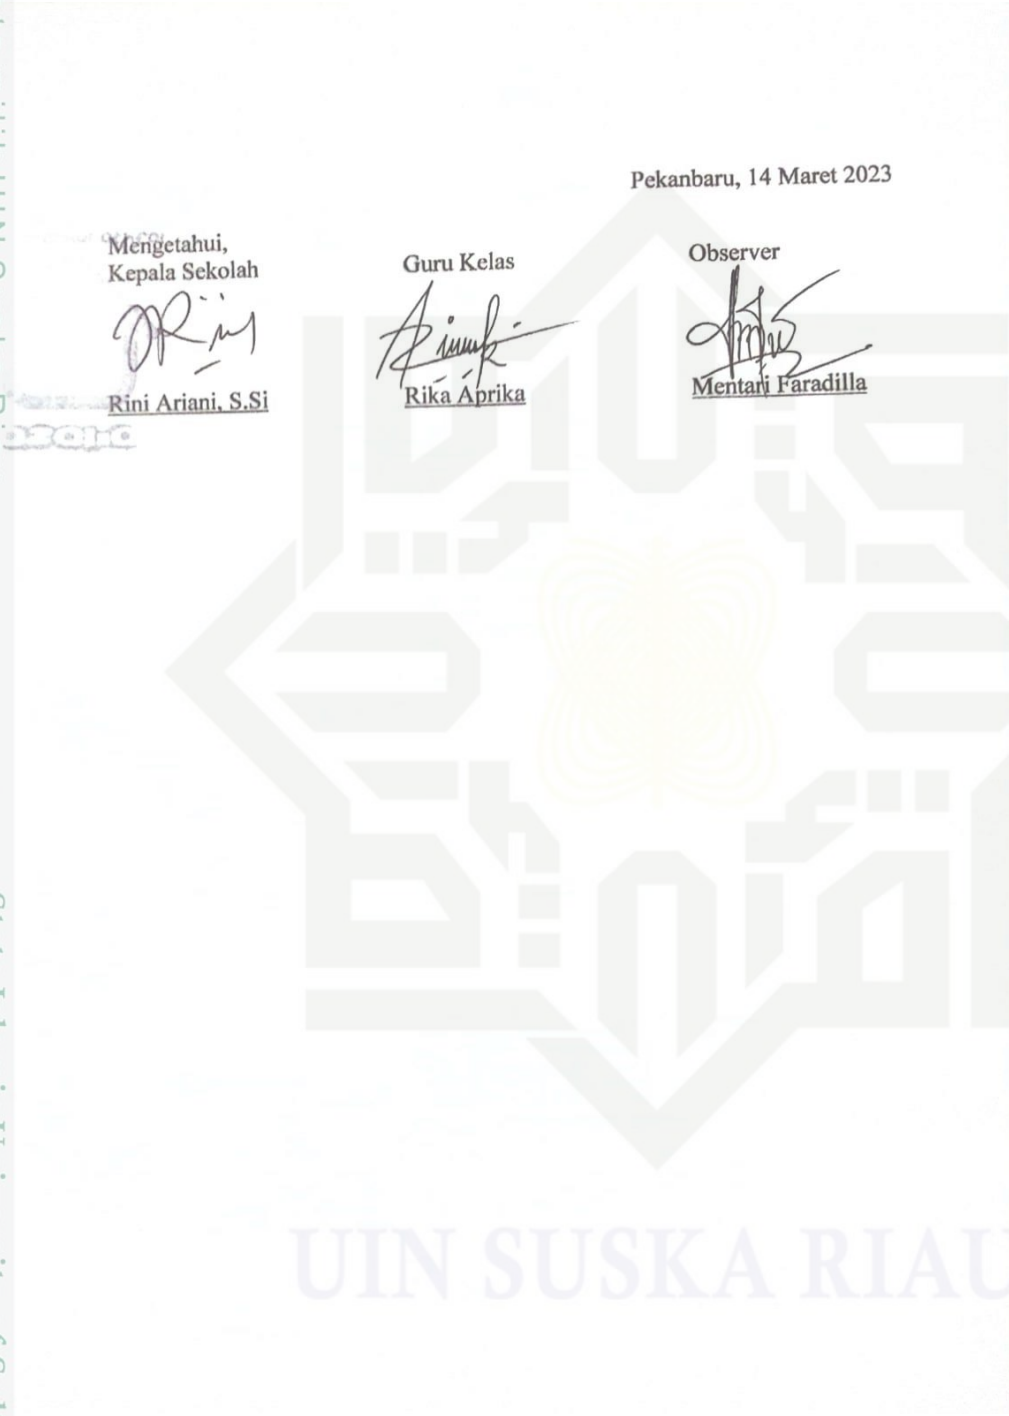 Pekanbaru, 14 Maret 2023
Mengetahui,
Kepala Sekolah
Guru Kelas
Observer
Rini Ariani, S.Si
Rika Aprika
Mentari Faradilla
UIN SUSKA RIAU